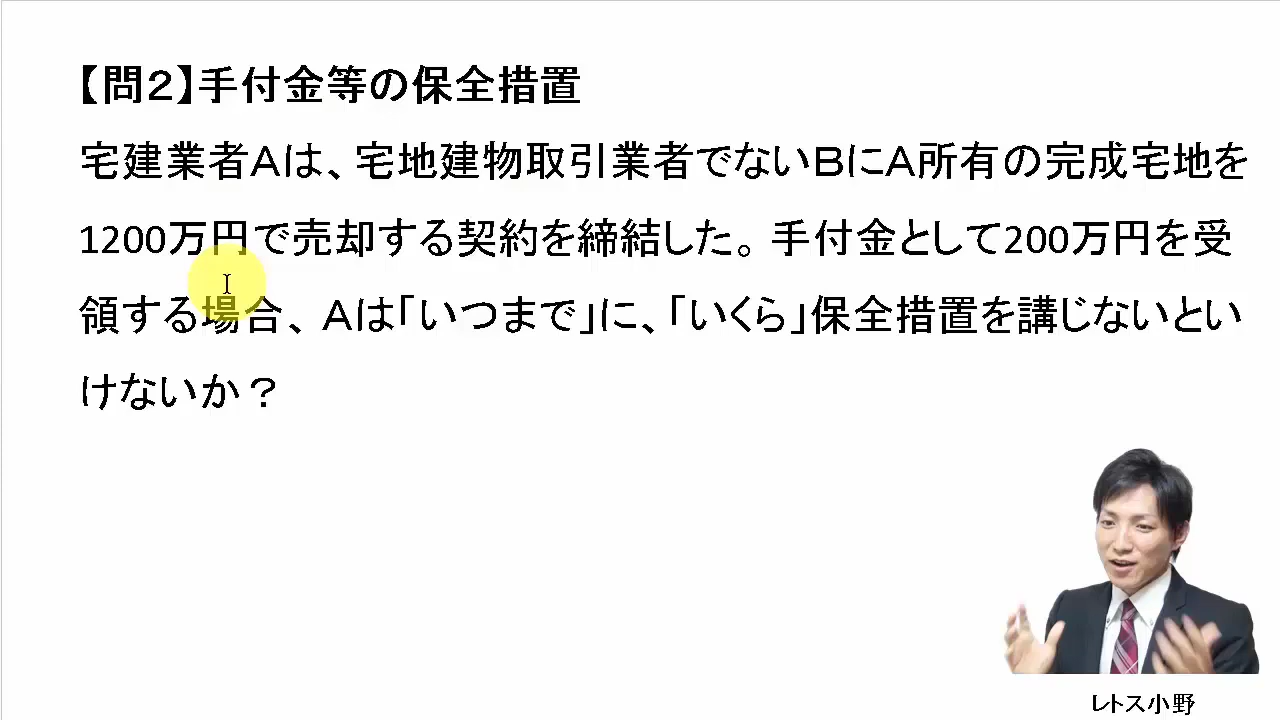 【問２】手付金等の保全措置
宅建業者Ａは、宅地建物取引業者でないＢにＡ所有の完成宅地を
1200万円で売却する契約を締結した。手付金として200万円を受
領する場合、Ａは「いつまで」に、「いくら」保全措置を講じないとい
けないか？
レトス小野